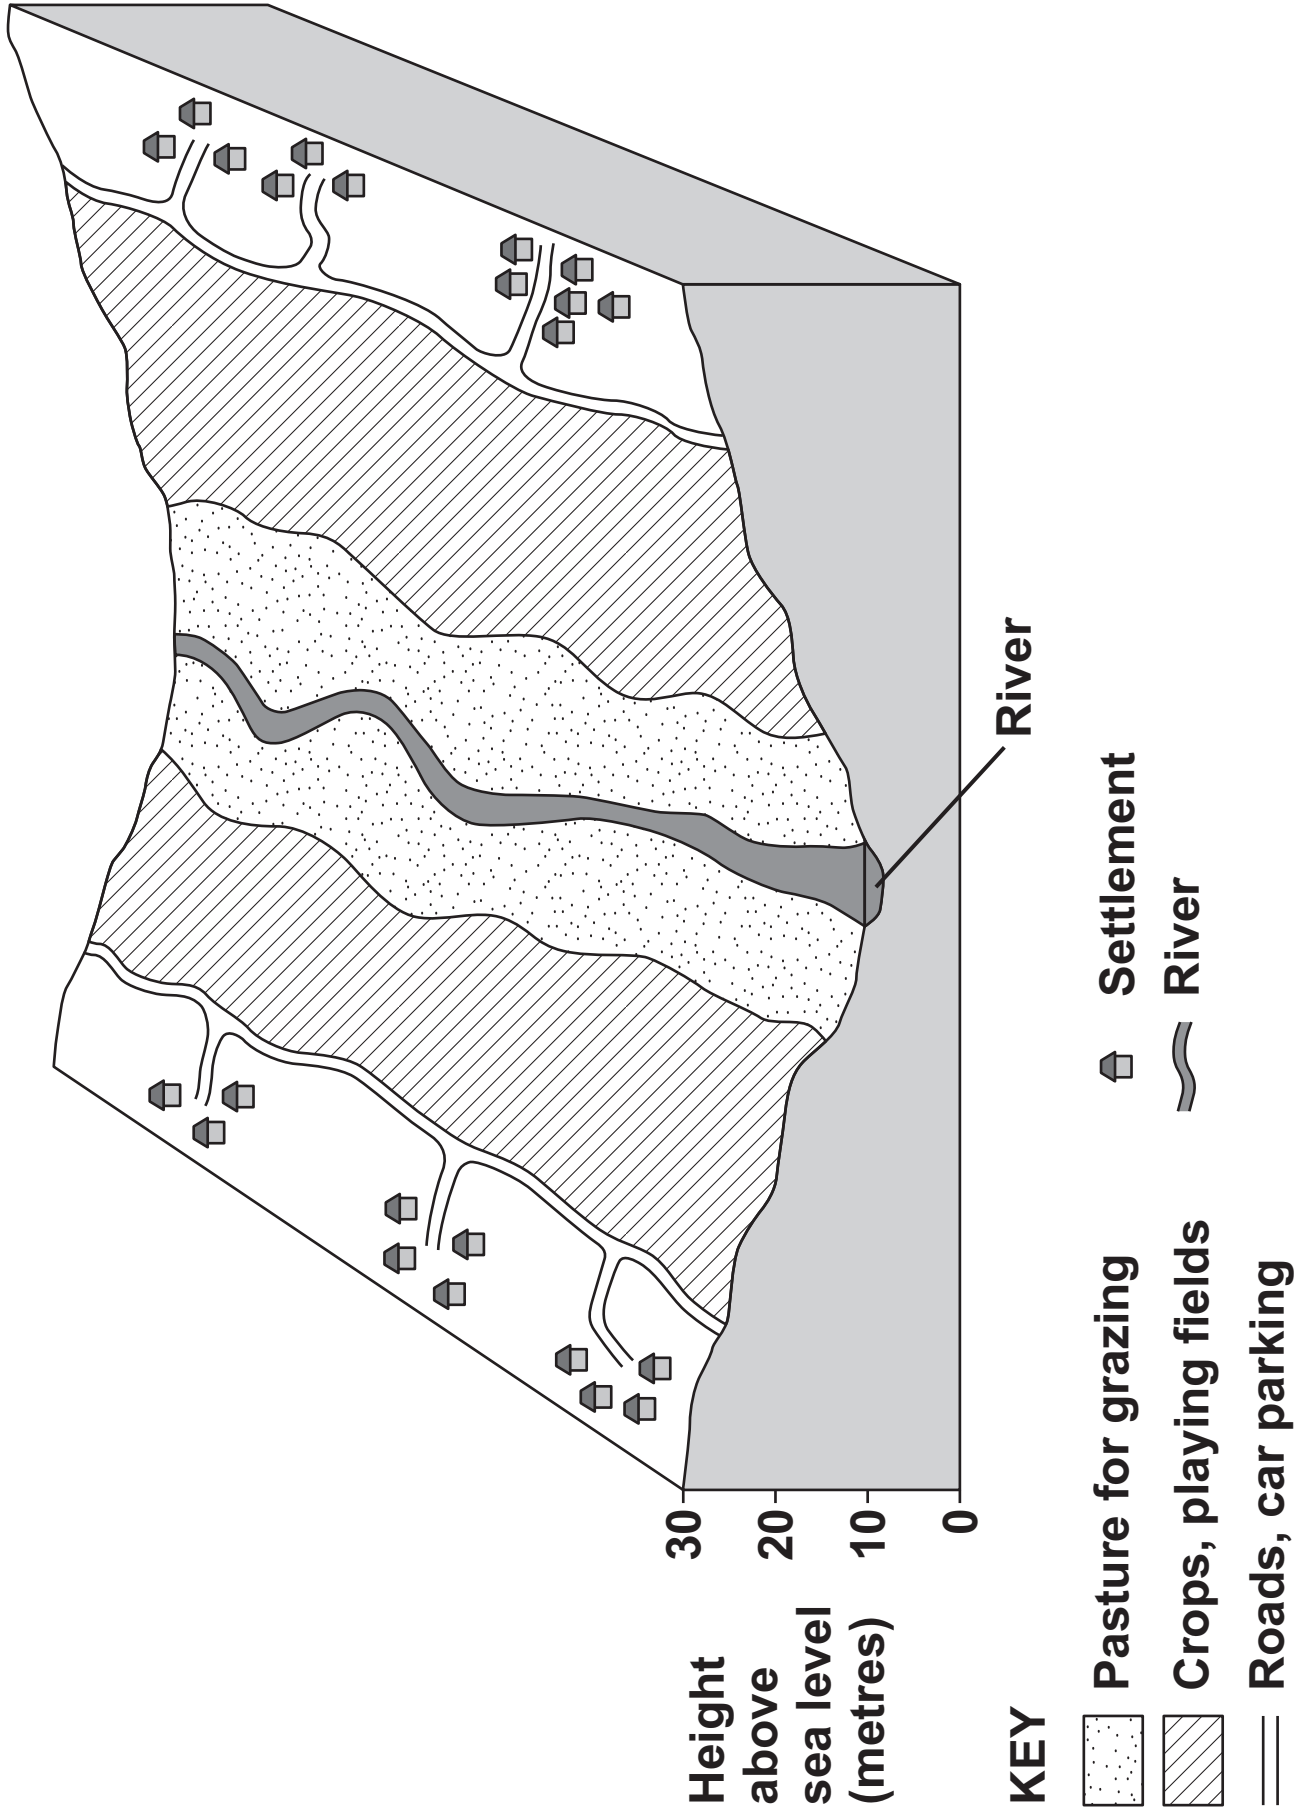 Height
above
sea level
(metres)
30
20
10
0
River
KEY
Pasture for grazing
Crops, playing fields
Roads, car parking
Settlement
River